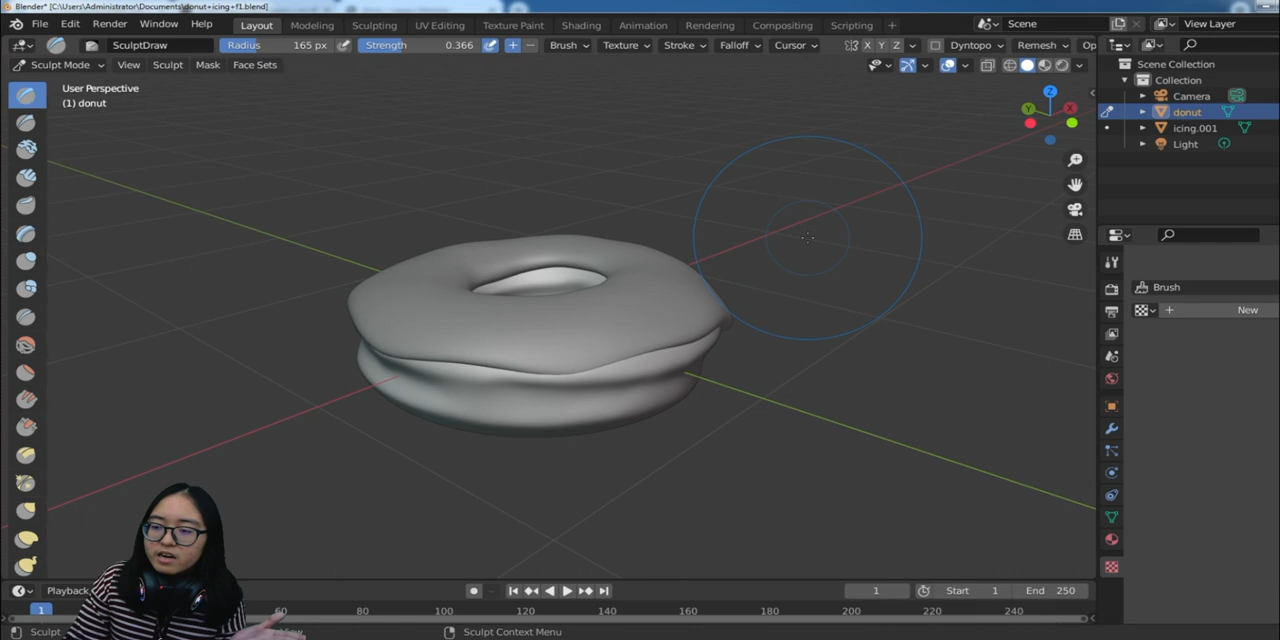 Blender* [C:\Users\Administrator\Documents\donut+icing+f1.blend]
File Edit Render Window Help Layout Modeling Sculpting UV Editing Texture Paint Shading Animation Rendering Compositing Scripting + Scene View Layer
SculptDraw Radius 165 px Strength 0.366 Brush Texture Stroke Falloff Cursor X Y Z Dyntopo Remesh Op
Sculpt Mode View Sculpt Mask Face Sets
Scene Collection
Collection
Camera
donut
icing.001
Light
User Perspective
(1) donut
Z
Y
X
Brush
+ New
Playback 1 Start 1 End 250
1 60 80 100 120 140 160 180 200 220 240
Sculpt View Sculpt Context Menu